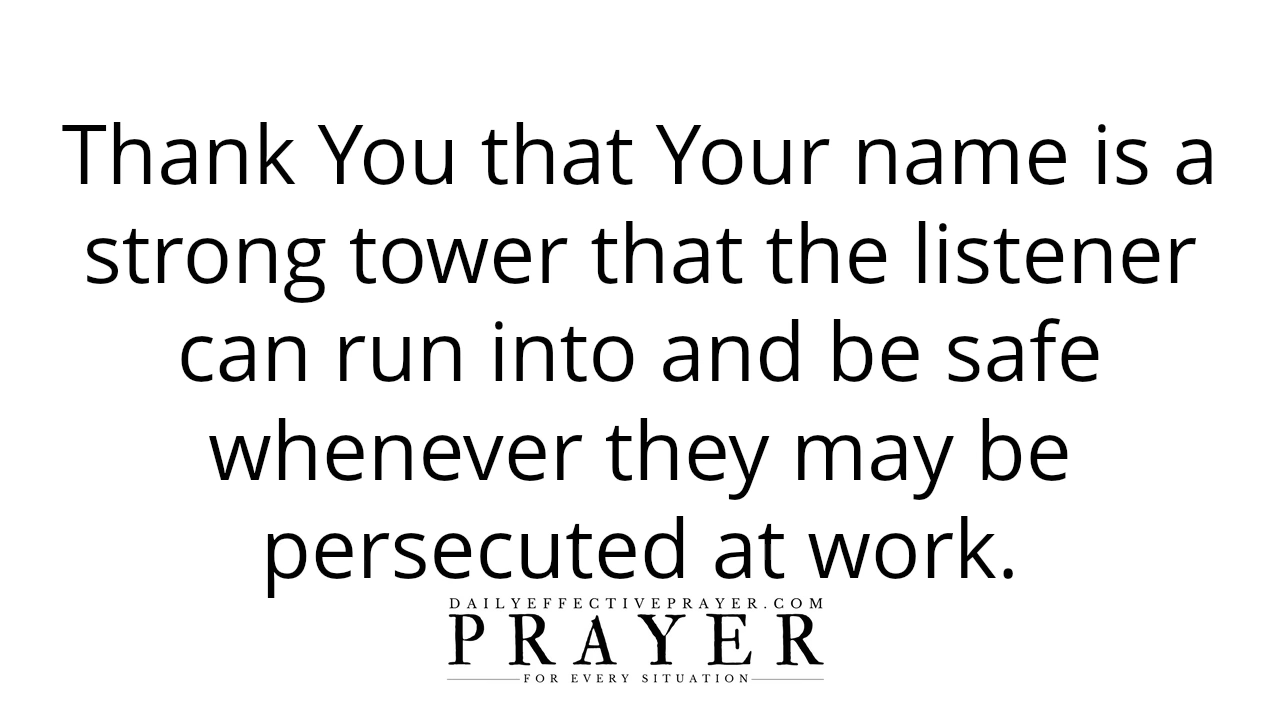 Thank You that Your name is a
strong tower that the listener
can run into and be safe
whenever they may be
persecuted at work.
DAILYEFFECTIVEPRAYER.COM
PRAYER
FOR EVERY SITUATION